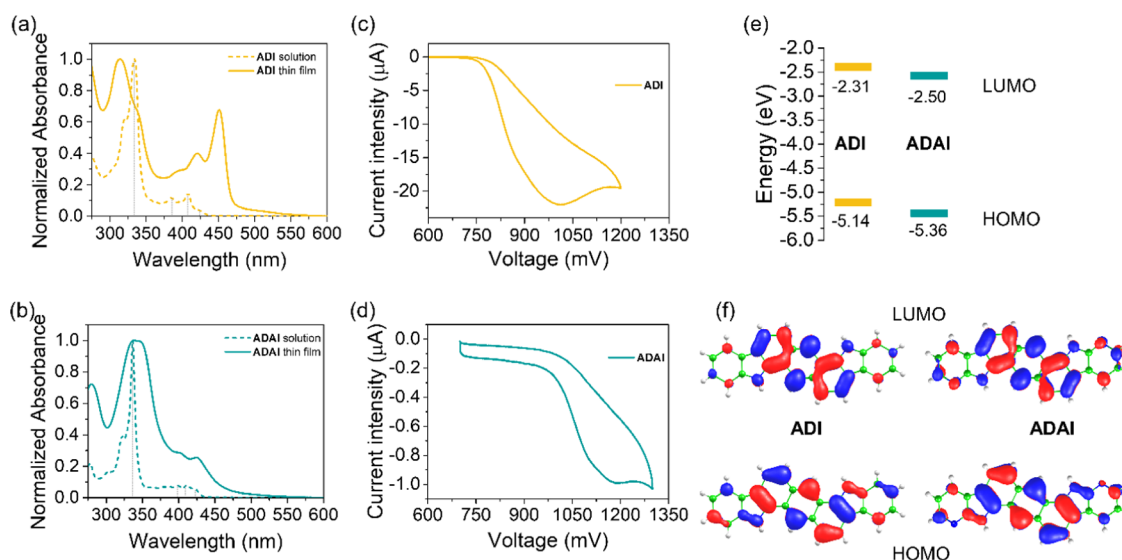 (a)
Normalized Absorbance
1.0
0.8
0.6
0.4
0.2
0.0
ADI solution
ADI thin film
300 350 400 450 500 550 600
Wavelength (nm)
(c)
Current intensity (µA)
0
-5
-10
-15
-20
ADI
600 750 900 1050 1200 1350
Voltage (mV)
(e)
Energy (eV)
-2.0
-2.5
-3.0
-3.5
-4.0
-4.5
-5.0
-5.5
-6.0
-2.31
-2.50
LUMO
ADI
ADAI
-5.14
-5.36
HOMO
(b)
Normalized Absorbance
1.0
0.8
0.6
0.4
0.2
0.0
ADAI solution
ADAI thin film
300 350 400 450 500 550 600
Wavelength (nm)
(d)
Current intensity (µA)
0.0
-0.2
-0.4
-0.6
-0.8
-1.0
ADAI
600 750 900 1050 1200 1350
Voltage (mV)
(f)
LUMO
ADI
ADAI
HOMO